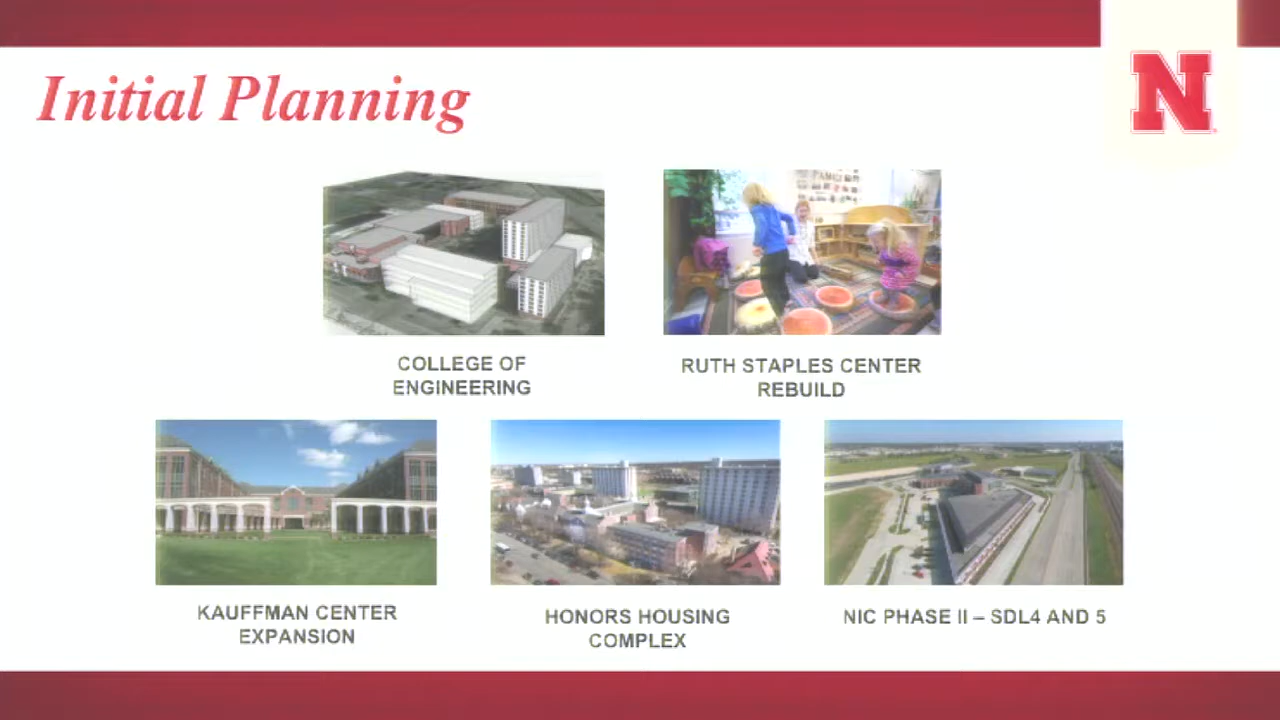 Initial Planning
N
COLLEGE OF
ENGINEERING
RUTH STAPLES CENTER
REBUILD
KAUFFMAN CENTER
EXPANSION
HONORS HOUSING
COMPLEX
NIC PHASE II – SDL4 AND 5